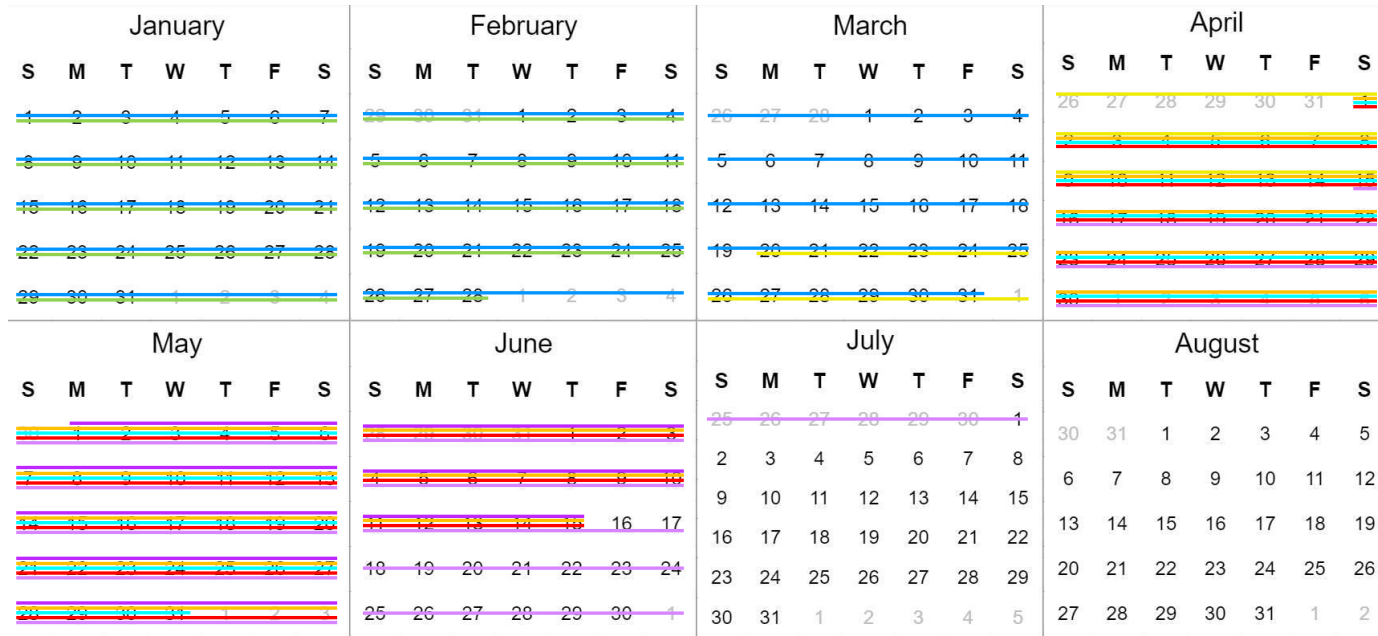 January
S M T W T F S
1 2 3 4 5 6 7
8 9 10 11 12 13 14
15 16 17 18 19 20 21
22 23 24 25 26 27 28
29 30 31 1 2 3 4
February
S M T W T F S
29 30 31 1 2 3 4
5 6 7 8 9 10 11
12 13 14 15 16 17 18
19 20 21 22 23 24 25
26 27 28 1 2 3 4
March
S M T W T F S
26 27 28 1 2 3 4
5 6 7 8 9 10 11
12 13 14 15 16 17 18
19 20 21 22 23 24 25
26 27 28 29 30 31 1
April
S M T W T F S
26 27 28 29 30 31 1
2 3 4 5 6 7 8
9 10 11 12 13 14 15
16 17 18 19 20 21 22
23 24 25 26 27 28 29
30 1 2 3 4 5 6
May
S M T W T F S
30 1 2 3 4 5 6
7 8 9 10 11 12 13
14 15 16 17 18 19 20
21 22 23 24 25 26 27
28 29 30 31 1 2 3
June
S M T W T F S
28 29 30 31 1 2 3
4 5 6 7 8 9 10
11 12 13 14 15 16 17
18 19 20 21 22 23 24
25 26 27 28 29 30 1
July
S M T W T F S
25 26 27 28 29 30 1
2 3 4 5 6 7 8
9 10 11 12 13 14 15
16 17 18 19 20 21 22
23 24 25 26 27 28 29
30 31 1 2 3 4 5
August
S M T W T F S
30 31 1 2 3 4 5
6 7 8 9 10 11 12
13 14 15 16 17 18 19
20 21 22 23 24 25 26
27 28 29 30 31 1 2